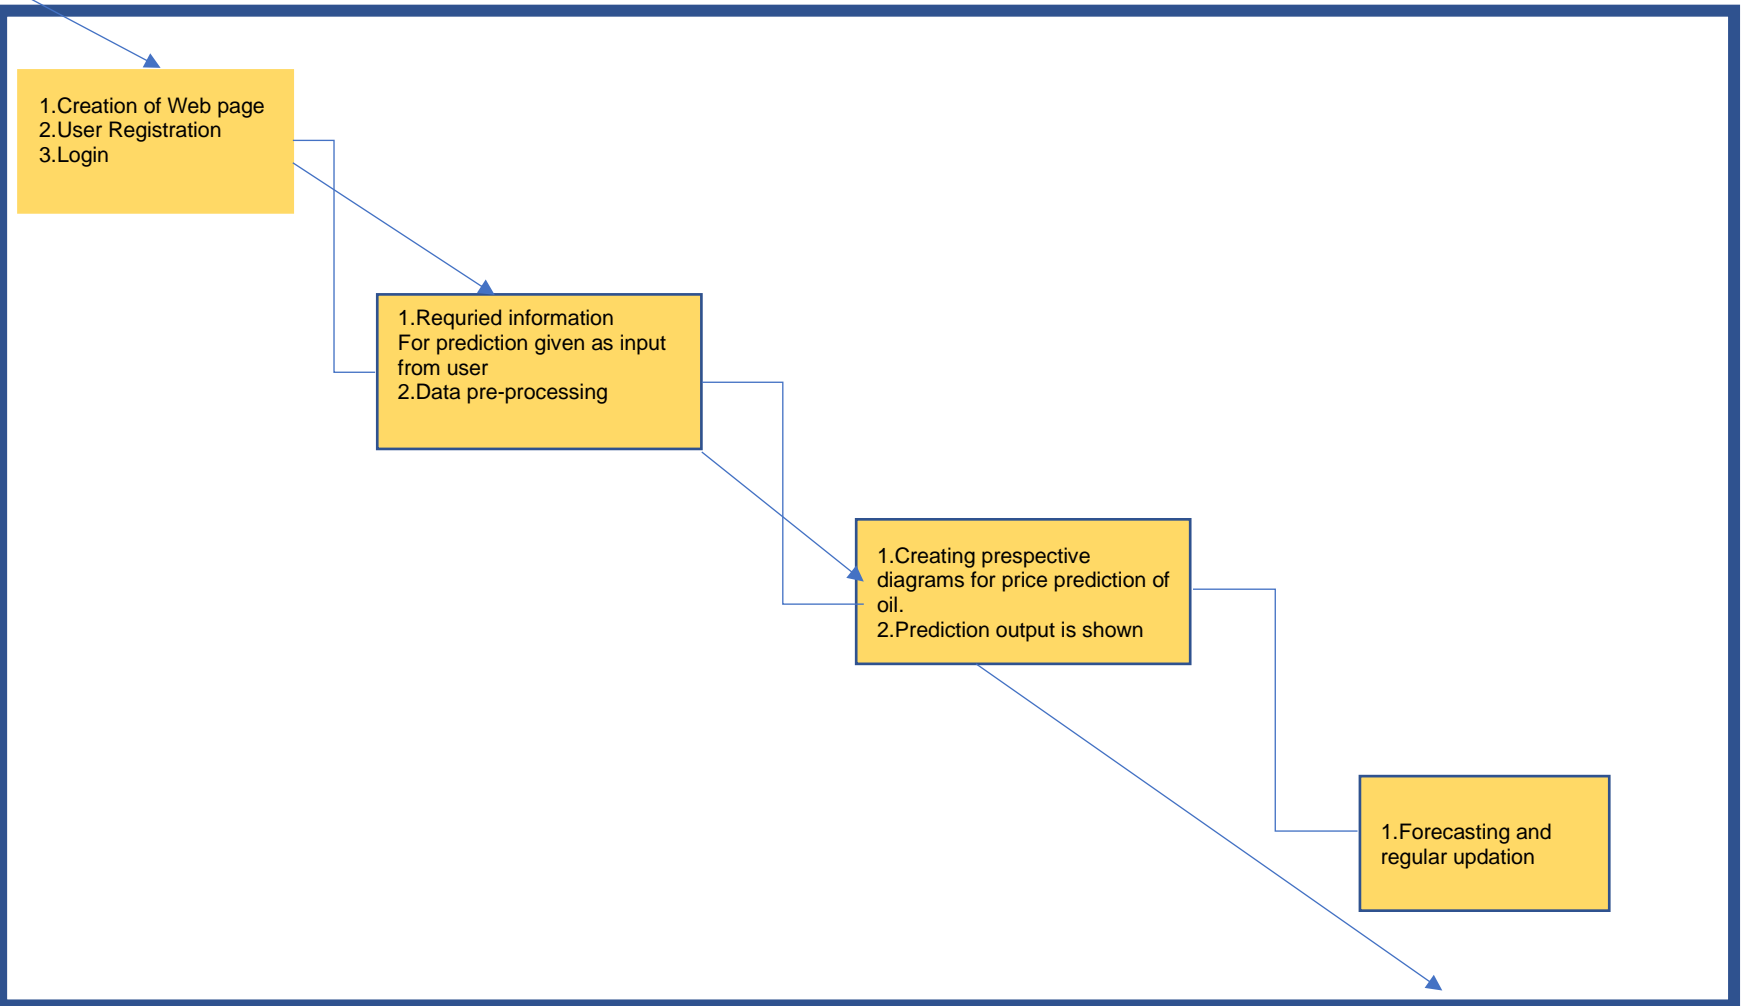 1.Creation of Web page
2.User Registration
3.Login
1.Requried information
For prediction given as input
from user
2.Data pre-processing
1.Creating prespective
diagrams for price prediction of
oil.
2.Prediction output is shown
1.Forecasting and
regular updation